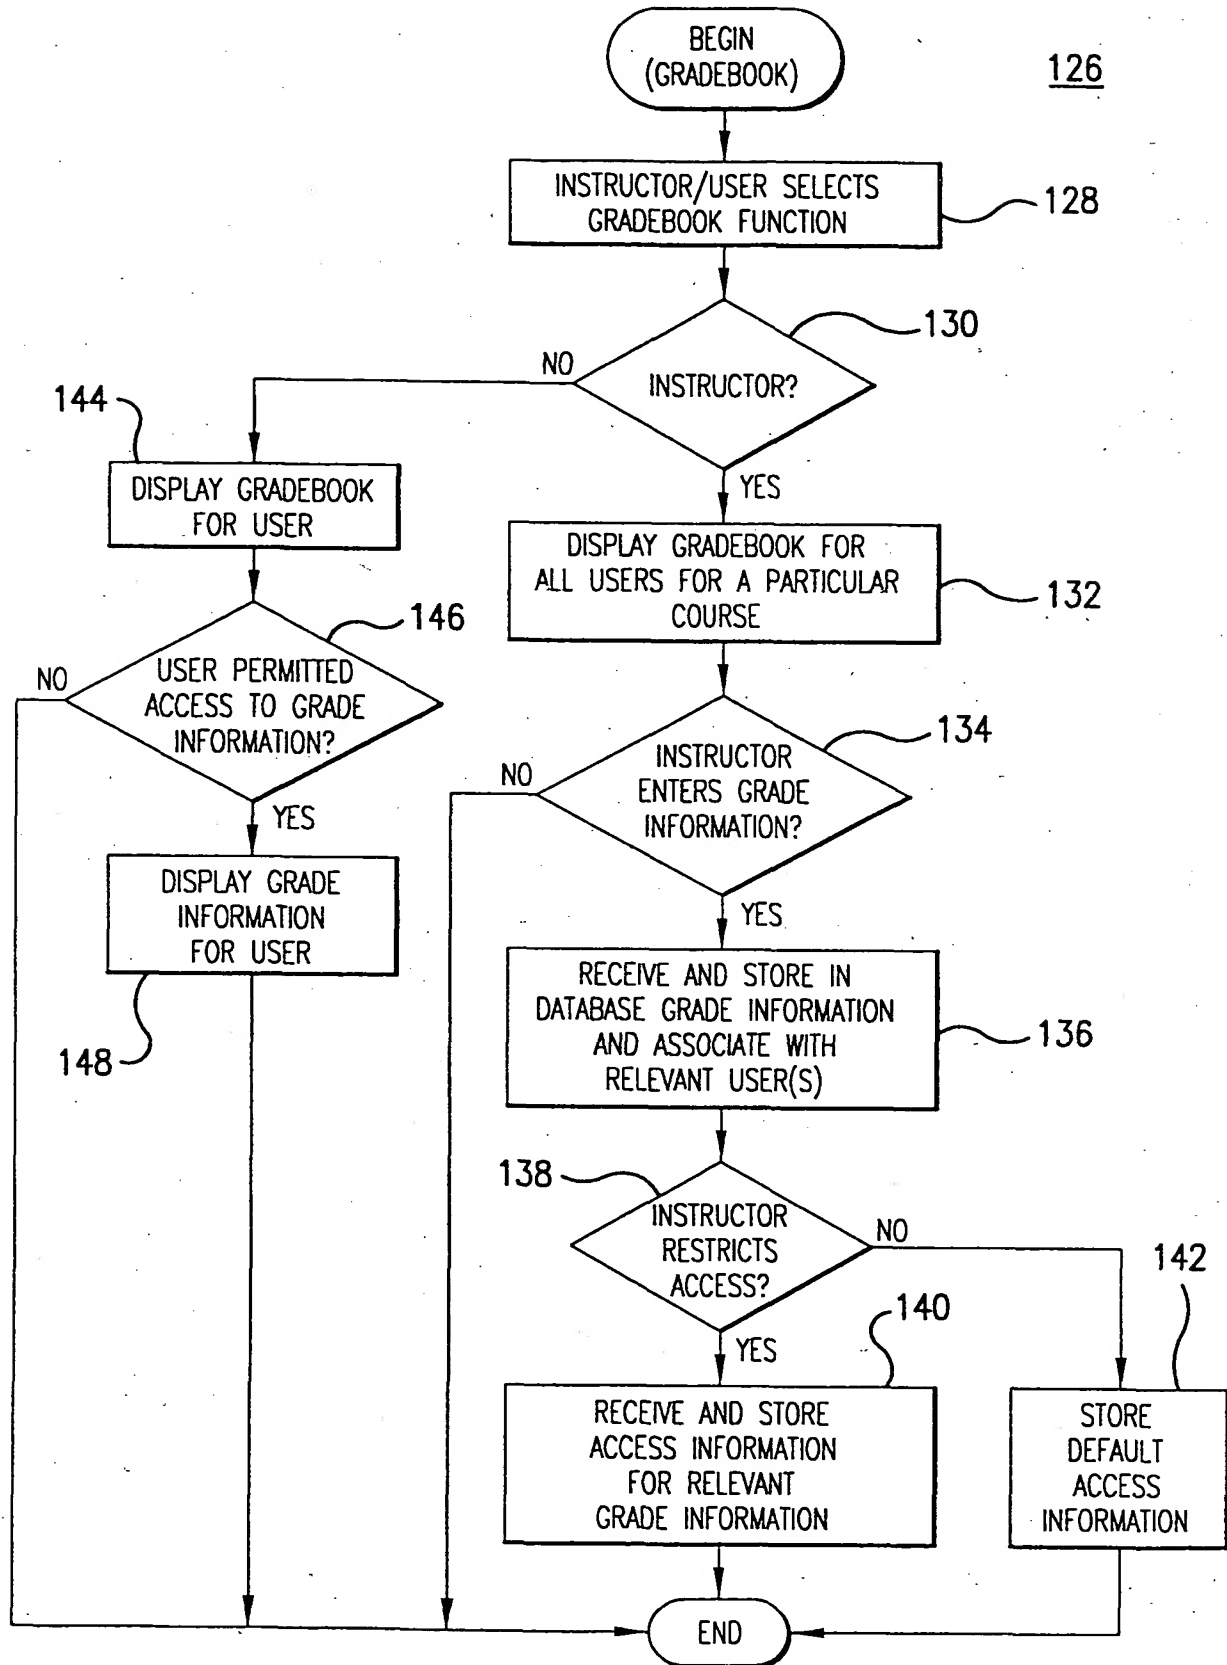 BEGIN
(GRADEBOOK)
126
INSTRUCTOR/USER SELECTS
GRADEBOOK FUNCTION
128
130
INSTRUCTOR?
NO
YES
144
DISPLAY GRADEBOOK
FOR USER
DISPLAY GRADEBOOK FOR
ALL USERS FOR A PARTICULAR
COURSE
132
146
USER PERMITTED
ACCESS TO GRADE
INFORMATION?
NO
YES
134
INSTRUCTOR
ENTERS GRADE
INFORMATION?
NO
YES
DISPLAY GRADE
INFORMATION
FOR USER
148
RECEIVE AND STORE IN
DATABASE GRADE INFORMATION
AND ASSOCIATE WITH
RELEVANT USER(S)
136
138
INSTRUCTOR
RESTRICTS
ACCESS?
NO
YES
140
142
RECEIVE AND STORE
ACCESS INFORMATION
FOR RELEVANT
GRADE INFORMATION
STORE
DEFAULT
ACCESS
INFORMATION
END